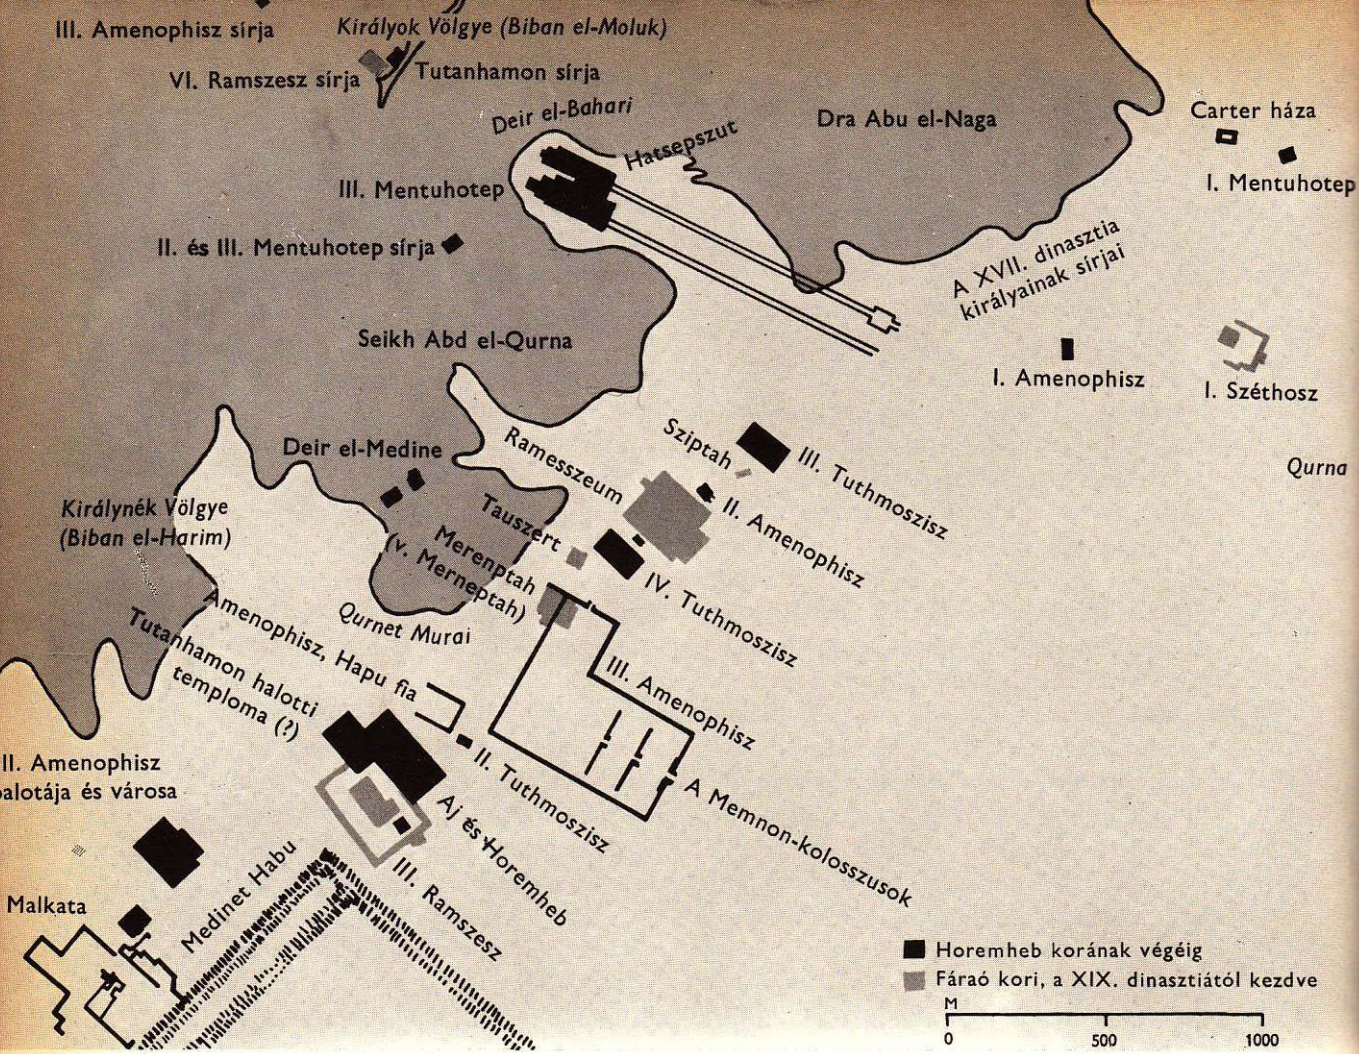 III. Amenophisz sírja
Királyok Völgye (Biban el-Moluk)
VI. Ramszesz sírja
Tutanhamon sírja
Deir el-Bahari
Hatsepszut
Dra Abu el-Naga
Carter háza
I. Mentuhotep
III. Mentuhotep
II. és III. Mentuhotep sírja
A XVII. dinasztia
királyainak sírjai
Seikh Abd el-Qurna
I. Amenophisz
I. Széthosz
Qurna
Deir el-Medine
Ramesszeum
Sziptah
III. Tuthmoszisz
II. Amenophisz
Királynék Völgye
(Biban el-Harim)
Tauszert
Merenptah
(v. Merneptah)
IV. Tuthmoszisz
Qurnet Murai
Amenophisz, Hapu fia
Tutanhamon halotti
temploma (?)
III. Amenophisz
II. Tuthmoszisz
A Memnon-kolosszusok
II. Amenophisz
palotája és városa
Aj és Horemheb
III. Ramszesz
Medinet Habu
Malkata
Horemheb korának végéig
Fáraó kori, a XIX. dinasztiától kezdve
M
0 500 1000